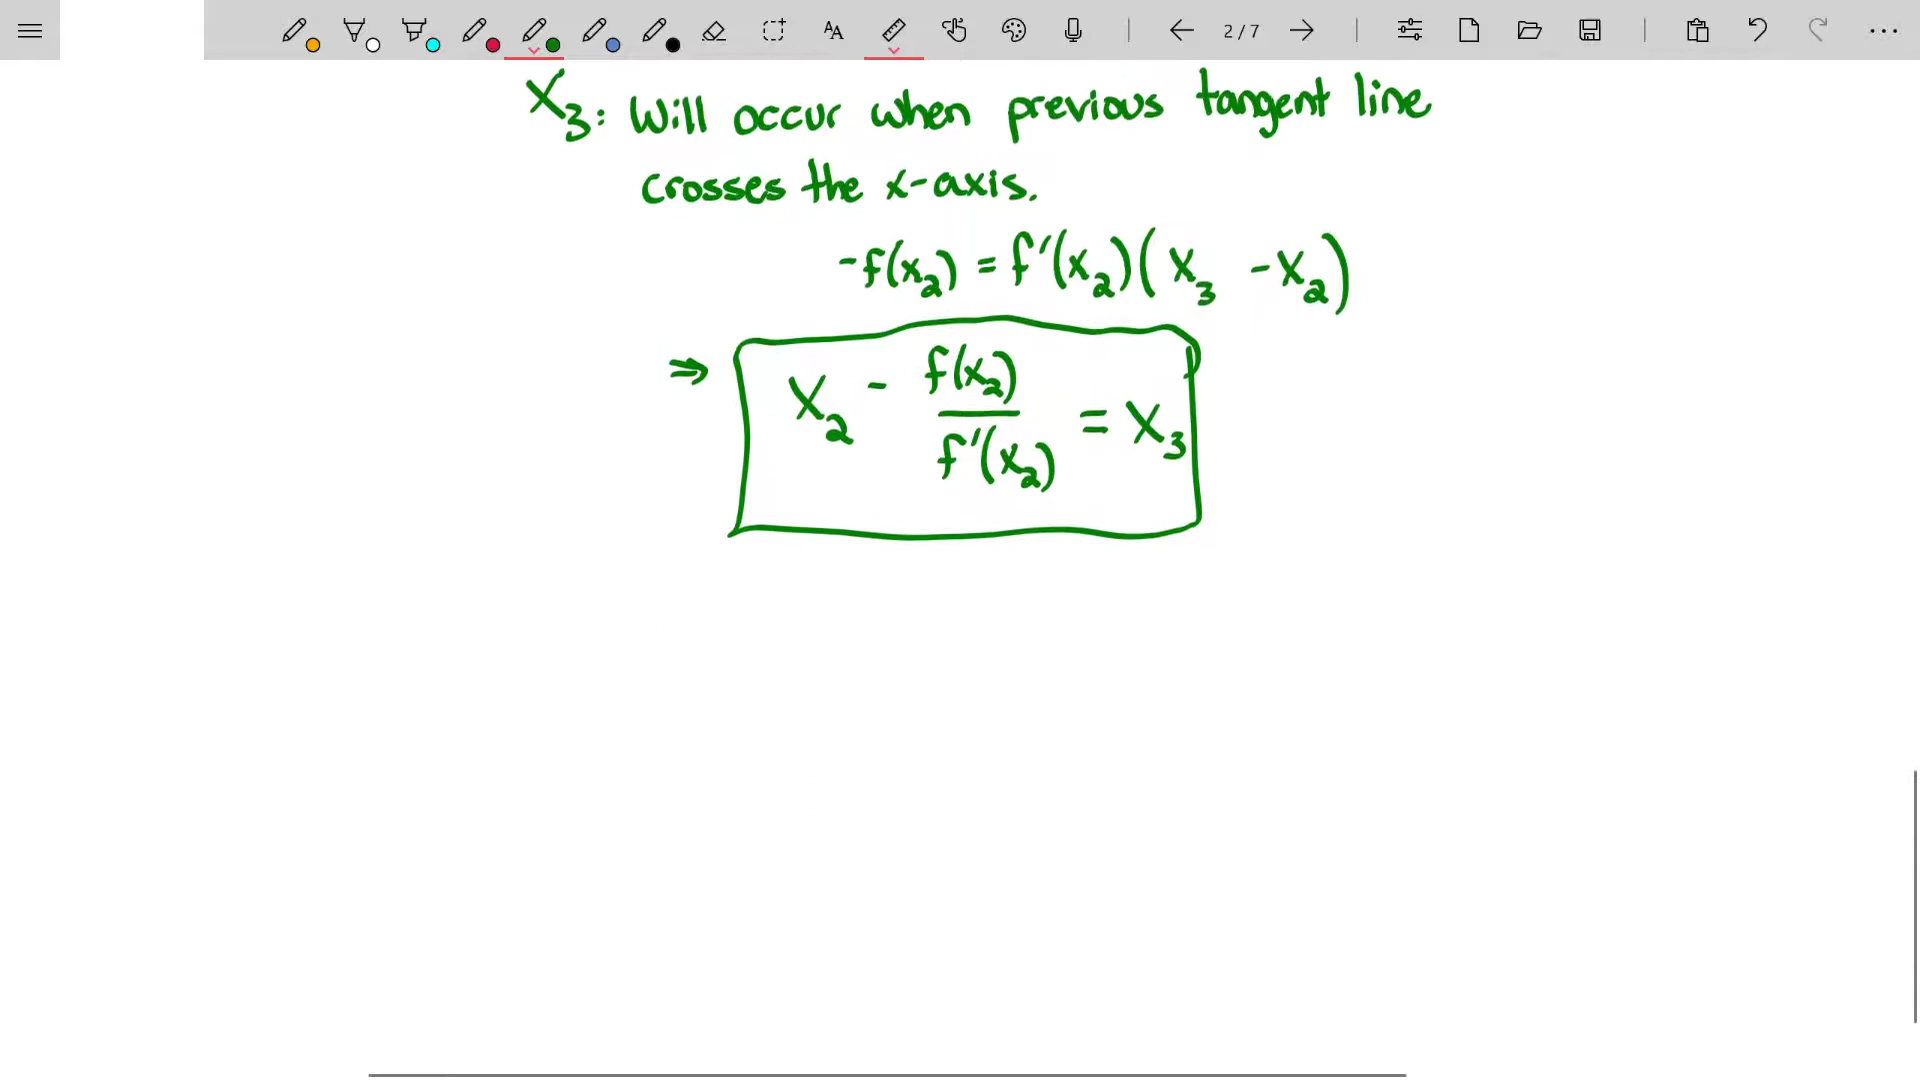 2 / 7
x₃: Will occur when previous tangent line
crosses the x-axis.
-f(x₂) = f'(x₂)(x₃ - x₂)
⇒ x₂ - f(x₂)/f'(x₂) = x₃